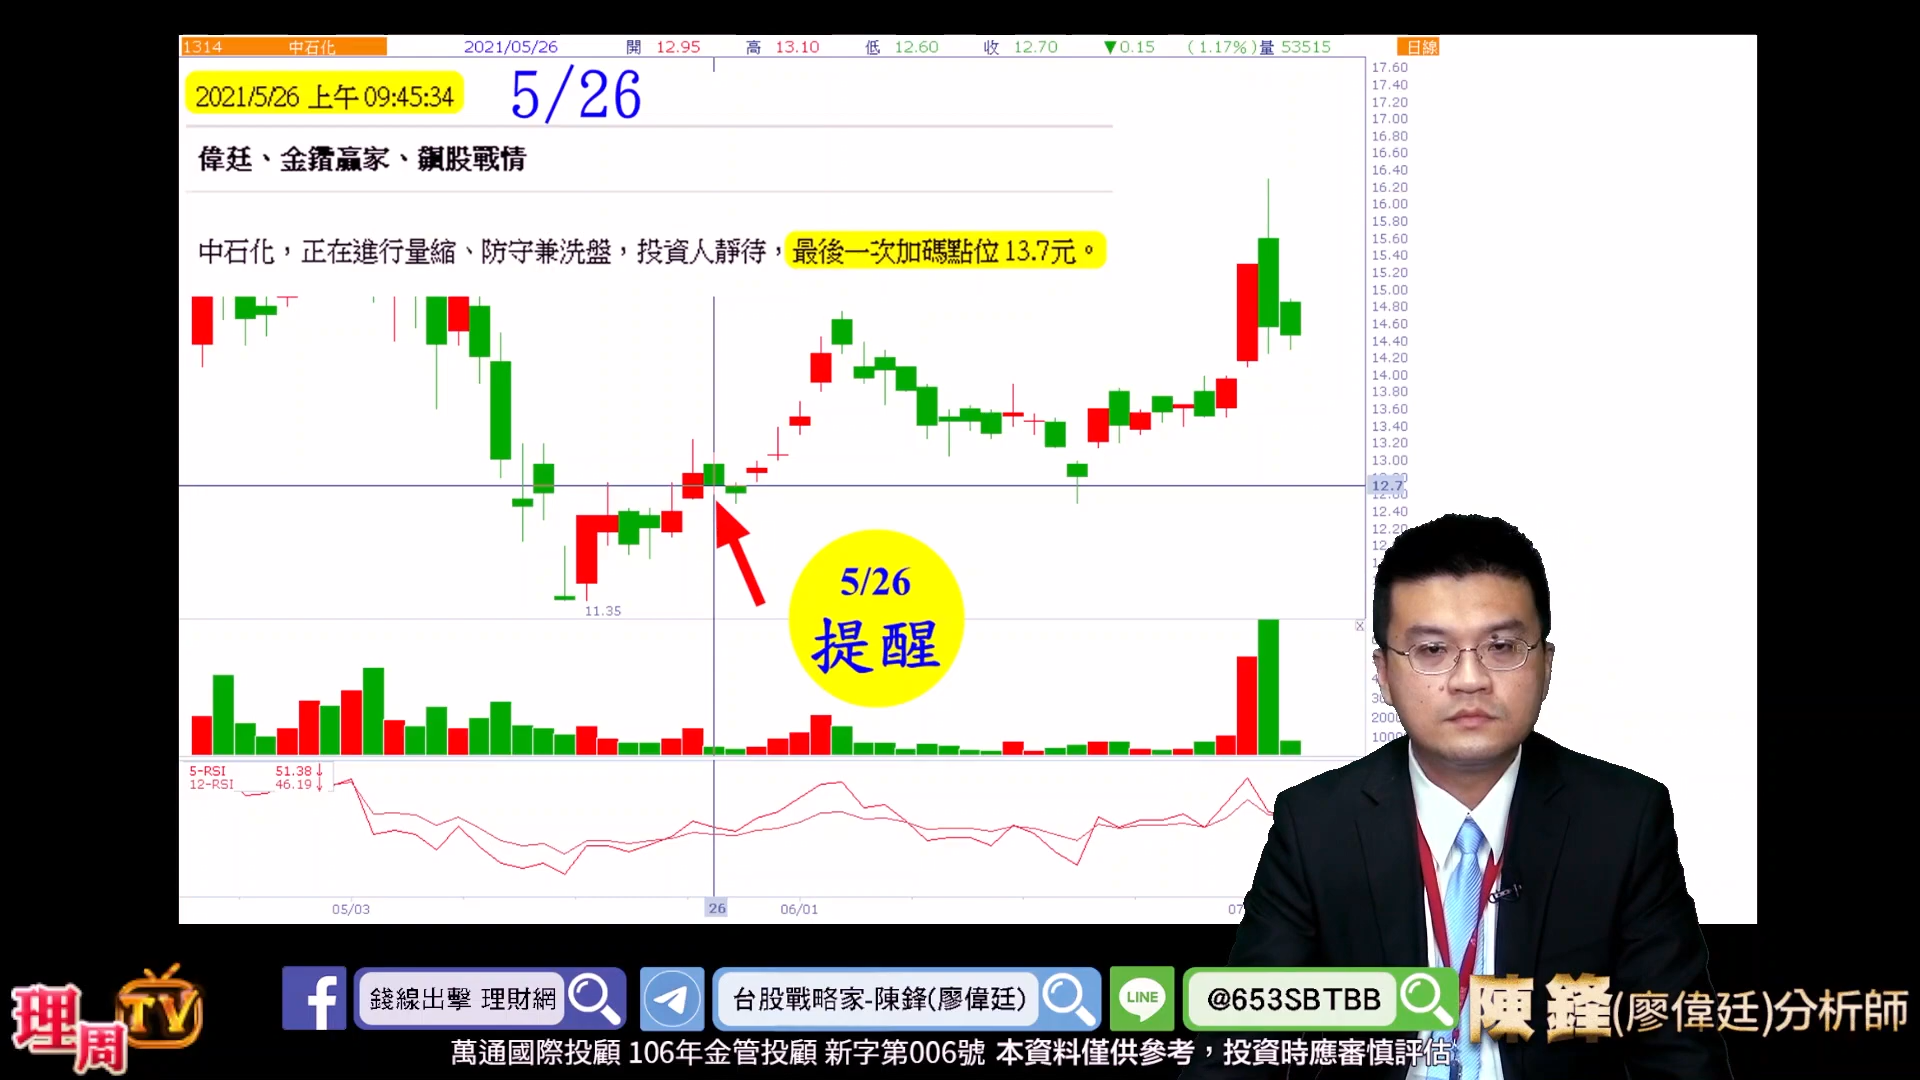 1314 中石化 2021/05/26 開 12.95 高 13.10 低 12.60 收 12.70 ▼0.15 (1.17%)量 53515 日線
2021/5/26 上午 09:45:34
5/26
偉廷、金鑽贏家、飆股戰情
中石化，正在進行量縮、防守兼洗盤，投資人靜待，最後一次加碼點位 13.7元。
17.60
17.40
17.20
17.00
16.80
16.60
16.40
16.20
16.00
15.80
15.60
15.40
15.20
15.00
14.80
14.60
14.40
14.20
14.00
13.80
13.60
13.40
13.20
13.00
12.7
12.40
12.20
11.35
5/26
提醒
5-RSI 51.38↓
12-RSI 46.19↓
05/03
26
06/01
理周TV
f
錢線出擊 理財網
台股戰略家-陳鋒(廖偉廷)
LINE
@653SBTBB
陳鋒(廖偉廷)分析師
萬通國際投顧 106年金管投顧 新字第006號 本資料僅供參考，投資時應審慎評估